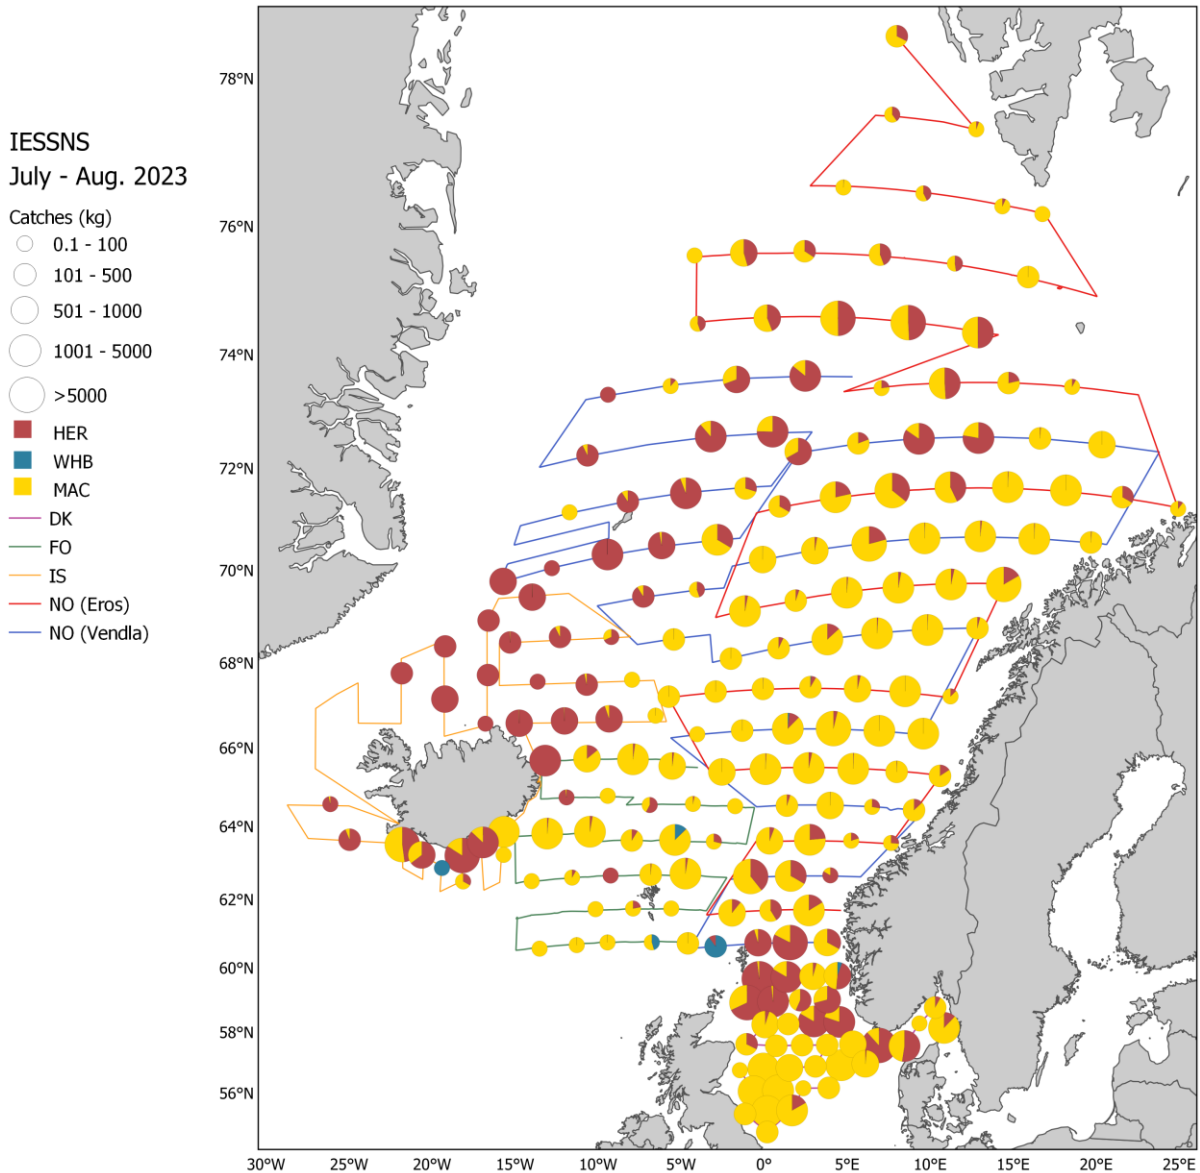 IESSNS
July - Aug. 2023
Catches (kg)
0.1 - 100
101 - 500
501 - 1000
1001 - 5000
>5000
HER
WHB
MAC
DK
FO
IS
NO (Eros)
NO (Vendla)
78°N
76°N
74°N
72°N
70°N
68°N
66°N
64°N
62°N
60°N
58°N
56°N
30°W
25°W
20°W
15°W
10°W
5°W
0°
5°E
10°E
15°E
20°E
25°E